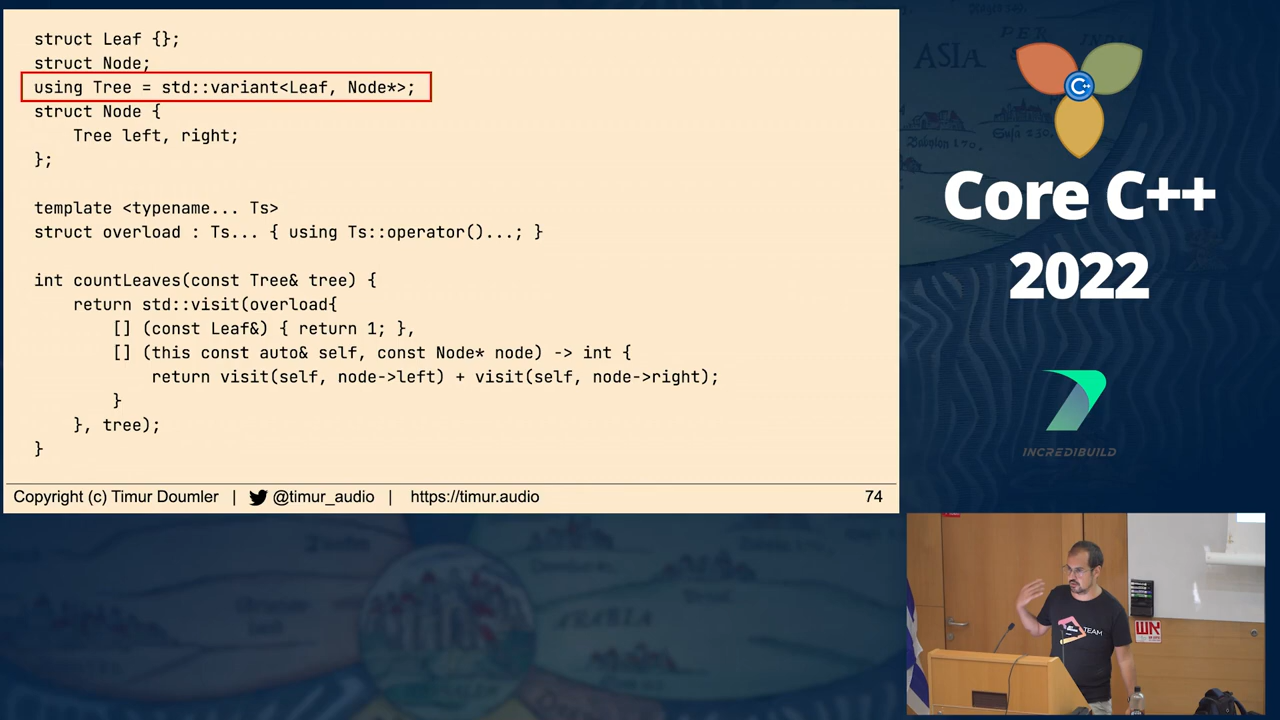 struct Leaf {};
struct Node;
using Tree = std::variant<Leaf, Node*>;
struct Node {
    Tree left, right;
};
template <typename... Ts>
struct overload : Ts... { using Ts::operator()...; }
int countLeaves(const Tree& tree) {
    return std::visit(overload{
        [] (const Leaf&) { return 1; },
        [] (this const auto& self, const Node* node) -> int {
            return visit(self, node->left) + visit(self, node->right);
        }
    }, tree);
}
Copyright (c) Timur Doumler | @timur_audio | https://timur.audio 74
ASIA
C++
Core C++
2022
INCREDIBUILD
ARABIA
TEAM